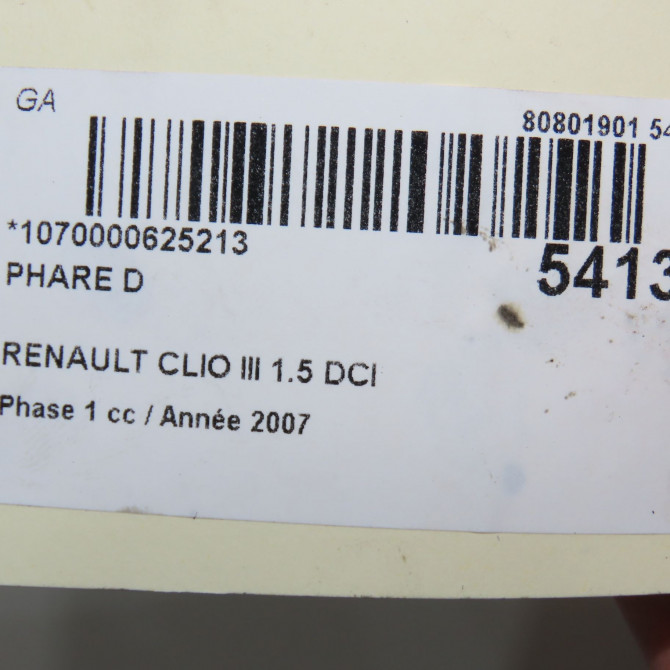 GA
80801901 54
*1070000625213
5413
PHARE D
RENAULT CLIO III 1.5 DCI
Phase 1 cc / Année 2007